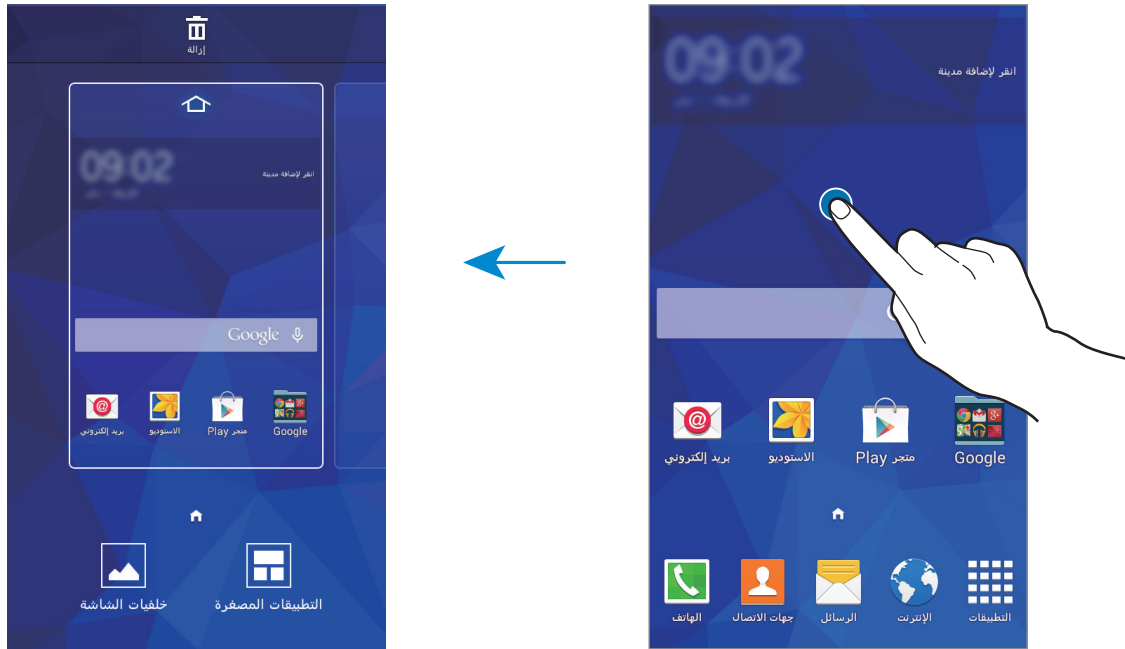 09:02
انقر لإضافة مدينة
Google
متجر Play
الاستوديو
بريد إلكتروني
التطبيقات
الإنترنت
الرسائل
جهات الاتصال
الهاتف
إزالة
09:02
انقر لإضافة مدينة
Google
Google
متجر Play
الاستوديو
بريد إلكتروني
التطبيقات المصغرة
خلفيات الشاشة